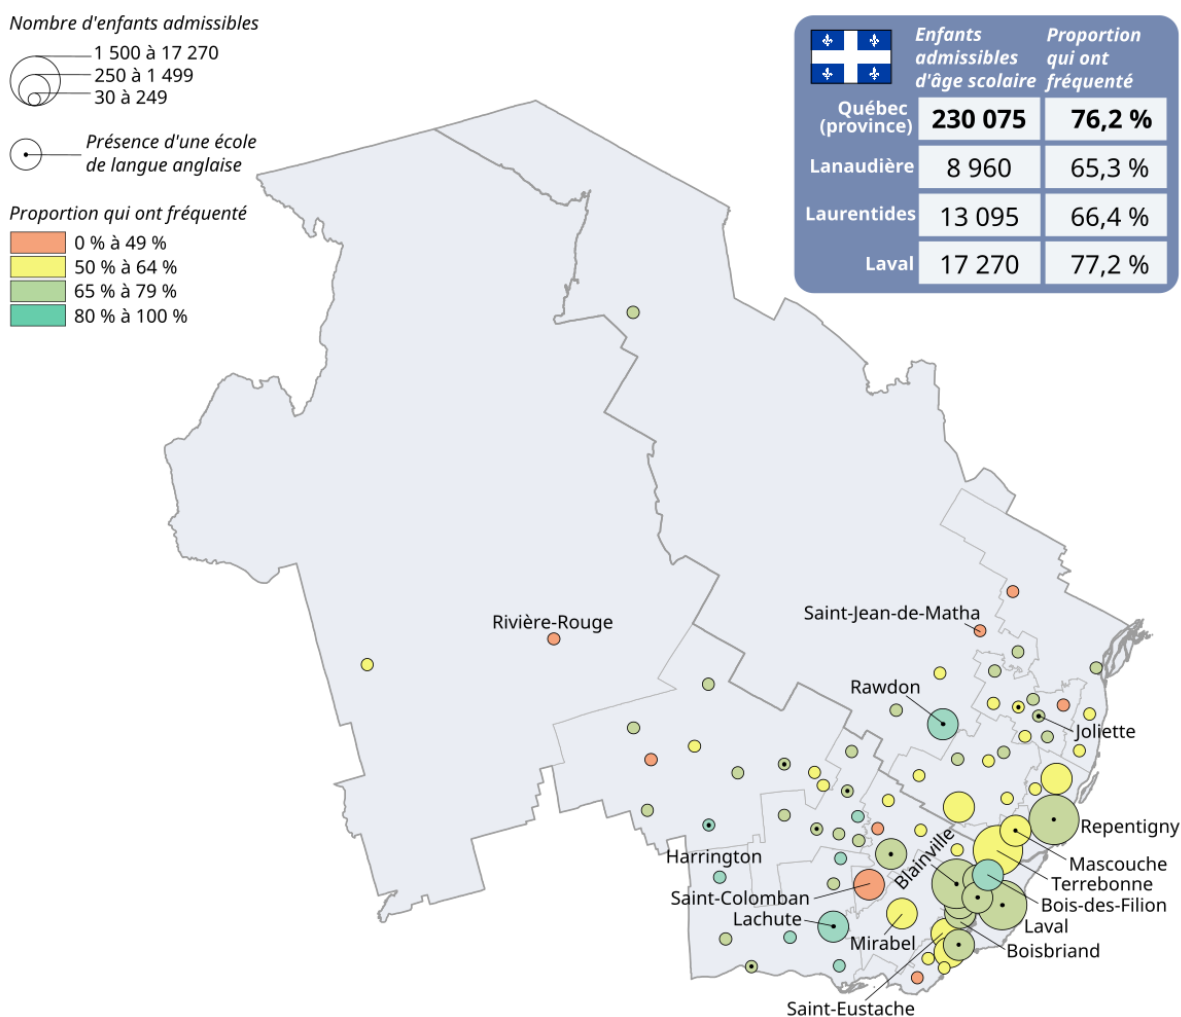 Nombre d'enfants admissibles
1 500 à 17 270
250 à 1 499
30 à 249
Présence d'une école
de langue anglaise
Proportion qui ont fréquenté
0 % à 49 %
50 % à 64 %
65 % à 79 %
80 % à 100 %
Enfants
admissibles
d'âge scolaire
Proportion
qui ont
fréquenté
Québec
(province)
230 075
76,2 %
Lanaudière
8 960
65,3 %
Laurentides
13 095
66,4 %
Laval
17 270
77,2 %
Saint-Jean-de-Matha
Rivière-Rouge
Rawdon
Joliette
Repentigny
Blainville
Harrington
Mascouche
Terrebonne
Saint-Colomban
Bois-des-Filion
Lachute
Laval
Mirabel
Boisbriand
Saint-Eustache